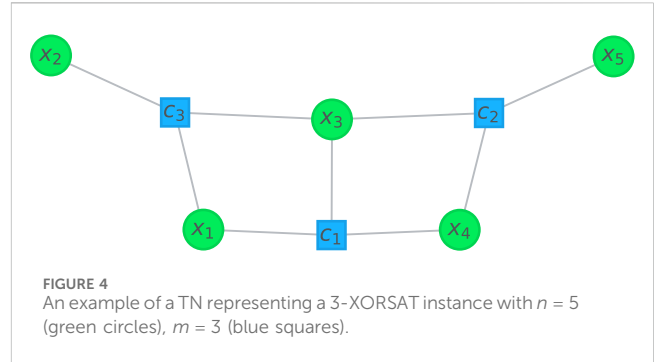 x₂
x₅
c₃
x₃
c₂
x₁
c₁
x₄
FIGURE 4
An example of a TN representing a 3-XORSAT instance with n = 5
(green circles), m = 3 (blue squares).